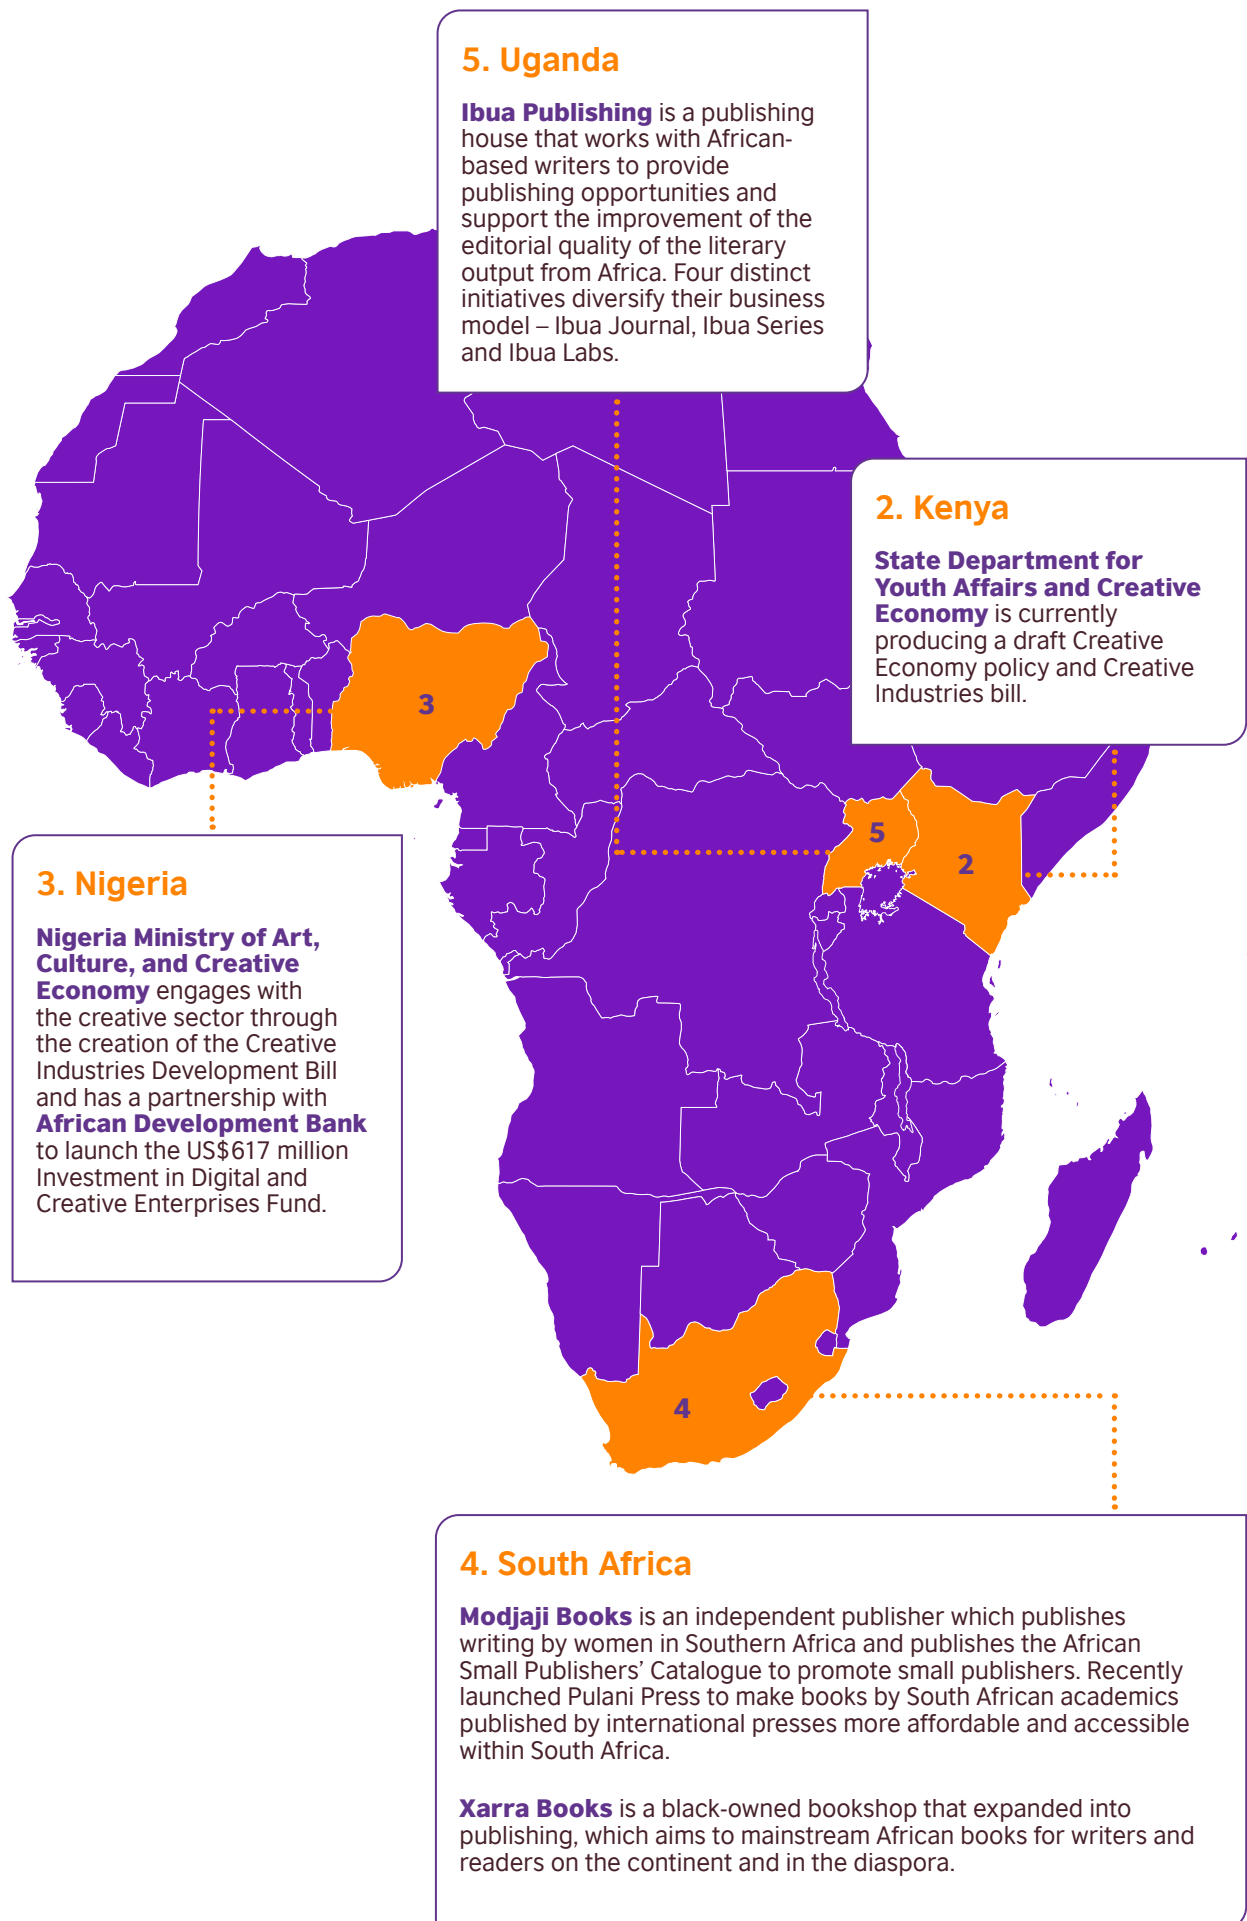 5. Uganda
Ibua Publishing is a publishing
house that works with African-
based writers to provide
publishing opportunities and
support the improvement of the
editorial quality of the literary
output from Africa. Four distinct
initiatives diversify their business
model – Ibua Journal, Ibua Series
and Ibua Labs.
2. Kenya
State Department for
Youth Affairs and Creative
Economy is currently
producing a draft Creative
Economy policy and Creative
Industries bill.
3
5
2
3. Nigeria
Nigeria Ministry of Art,
Culture, and Creative
Economy engages with
the creative sector through
the creation of the Creative
Industries Development Bill
and has a partnership with
African Development Bank
to launch the US$617 million
Investment in Digital and
Creative Enterprises Fund.
4
4. South Africa
Modjaji Books is an independent publisher which publishes
writing by women in Southern Africa and publishes the African
Small Publishers’ Catalogue to promote small publishers. Recently
launched Pulani Press to make books by South African academics
published by international presses more affordable and accessible
within South Africa.
Xarra Books is a black-owned bookshop that expanded into
publishing, which aims to mainstream African books for writers and
readers on the continent and in the diaspora.